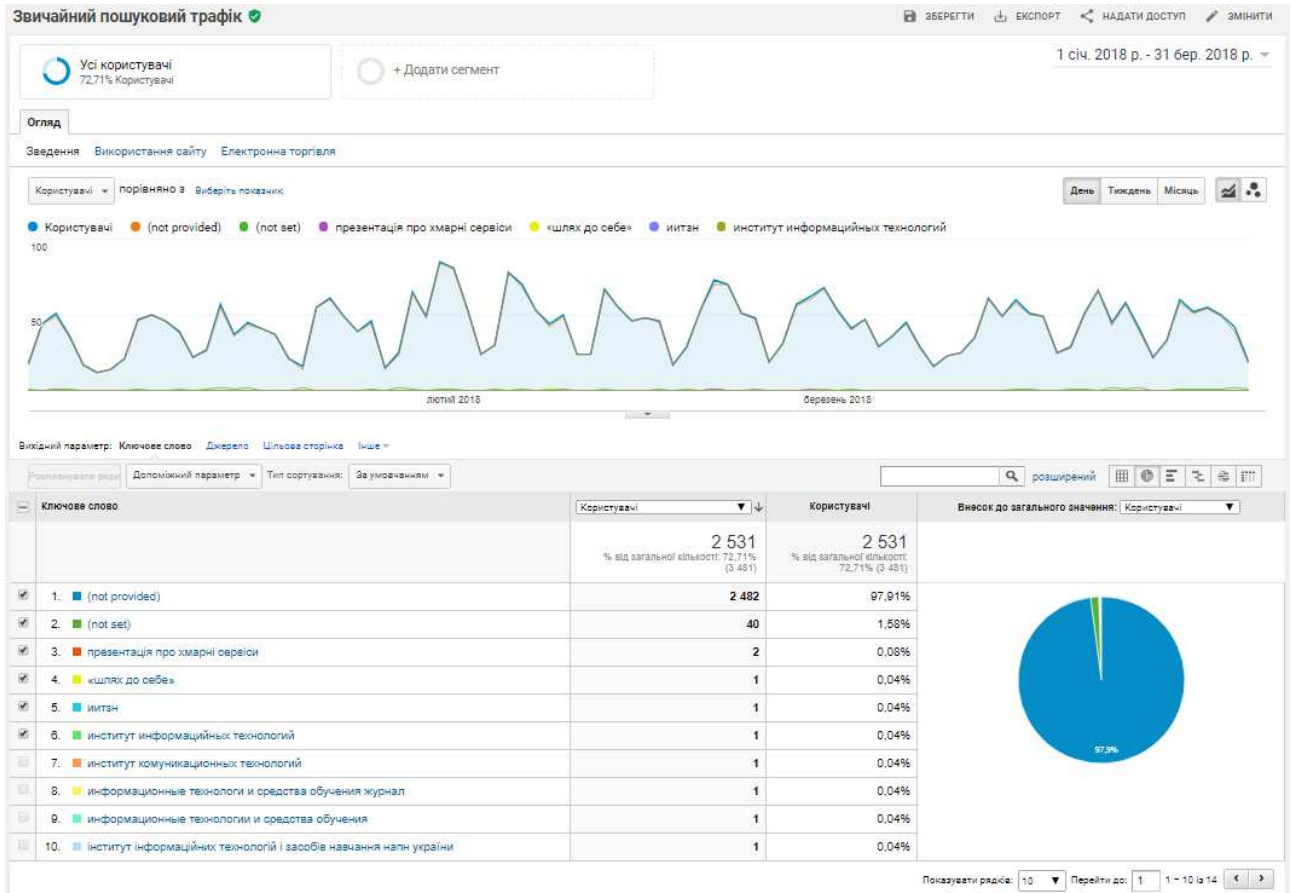 Звичайний пошуковий трафік
ЗБЕРЕГТИ ЕКСПОРТ НАДАТИ ДОСТУП ЗМІНИТИ
Усі користувачі
72,71% Користувачі
+ Додати сегмент
1 січ. 2018 р. - 31 бер. 2018 р.
Огляд
Зведення Використання сайту Електронна торгівля
Користувачі порівняно з Виберіть показник
День Тиждень Місяць
Користувачі (not provided) (not set) презентація про хмарні сервіси «шлях до себе» иитзн институт информацийных технологий
100
50
лютий 2018 березень 2018
Вихідний параметр: Ключове слово Джерело Цільова сторінка Інше
Розпланувати ряди Допоміжний параметр Тип сортування: За умовчанням розширений
Ключове слово Користувачі Користувачі Внесок до загального значення: Користувачі
2 531 2 531
% від загальної кількості: 72,71% (3 481) % від загальної кількості: 72,71% (3 481)
1. (not provided) 2 482 97,91%
2. (not set) 40 1,58%
3. презентація про хмарні сервіси 2 0,08%
4. «шлях до себе» 1 0,04%
5. иитзн 1 0,04%
6. институт информацийных технологий 1 0,04%
7. институт комуникационных технологий 1 0,04%
8. информационные технологи и средства обучения журнал 1 0,04%
9. информационные технологии и средства обучения 1 0,04%
10. інститут інформаційних технологій і засобів навчання напн україни 1 0,04%
97,9%
Показувати рядків: 10 Перейти до: 1 1 – 10 із 14